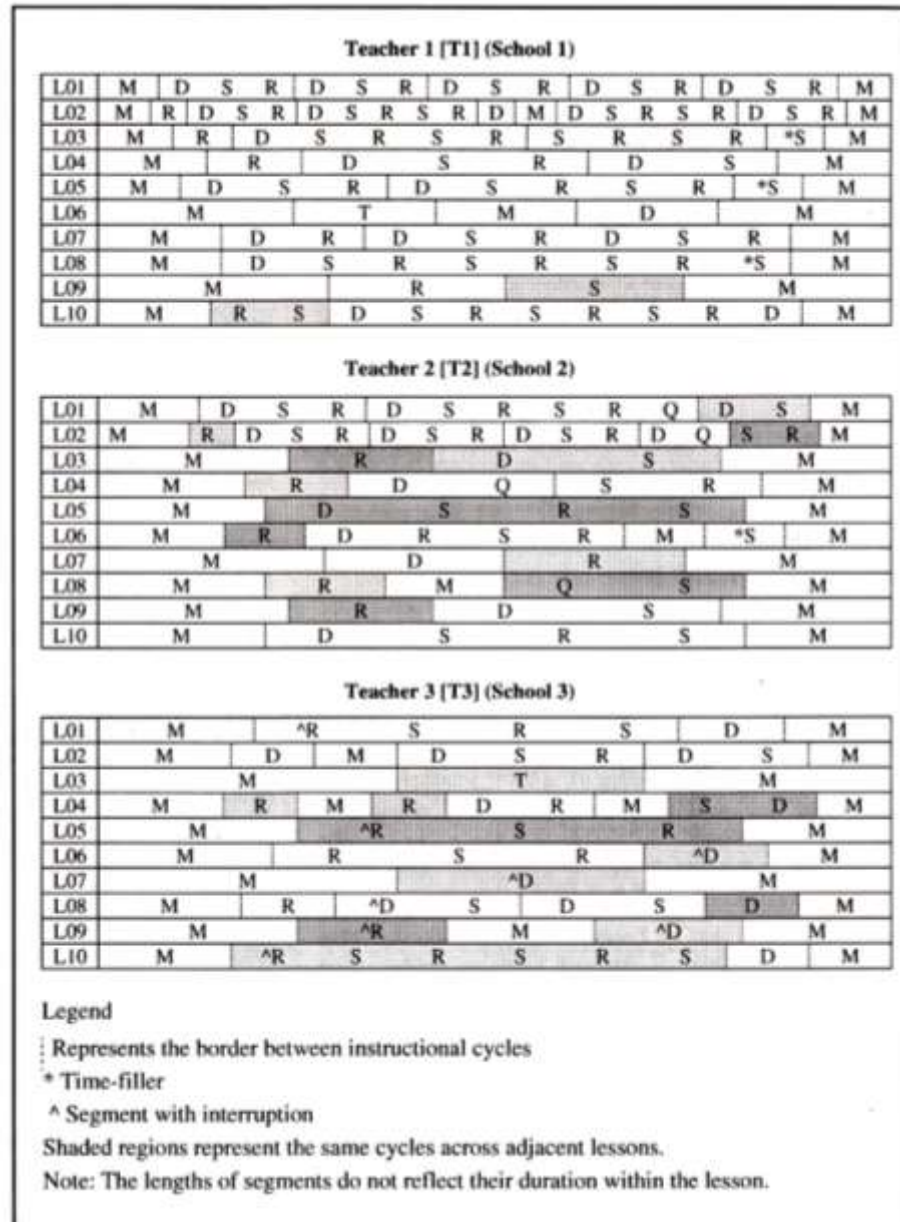 Teacher 1 [T1] (School 1)
L01 M D S R D S R D S R D S R D S R M
L02 M R D S R D S R S R D M D S R S R D S R M
L03 M R D S R S R S R S R *S M
L04 M R D S R D S M
L05 M D S R D S R S R *S M
L06 M T M D M
L07 M D R D S R D S R M
L08 M D S R S R S R *S M
L09 M R S M
L10 M R S D S R S R S R D M
Teacher 2 [T2] (School 2)
L01 M D S R D S R S R Q D S M
L02 M R D S R D S R D S R D Q S R M
L03 M R D S M
L04 M R D Q S R M
L05 M D S R S M
L06 M R D R S R M *S M
L07 M D R M
L08 M R M Q S M
L09 M R D S M
L10 M D S R S M
Teacher 3 [T3] (School 3)
L01 M ^R S R S D M
L02 M D M D S R D S M
L03 M T M
L04 M R M R D R M S D M
L05 M ^R S R M
L06 M R S R ^D M
L07 M ^D M
L08 M R ^D S D S D M
L09 M ^R M ^D M
L10 M ^R S R S R S D M
Legend
Represents the border between instructional cycles
* Time-filler
^ Segment with interruption
Shaded regions represent the same cycles across adjacent lessons.
Note: The lengths of segments do not reflect their duration within the lesson.